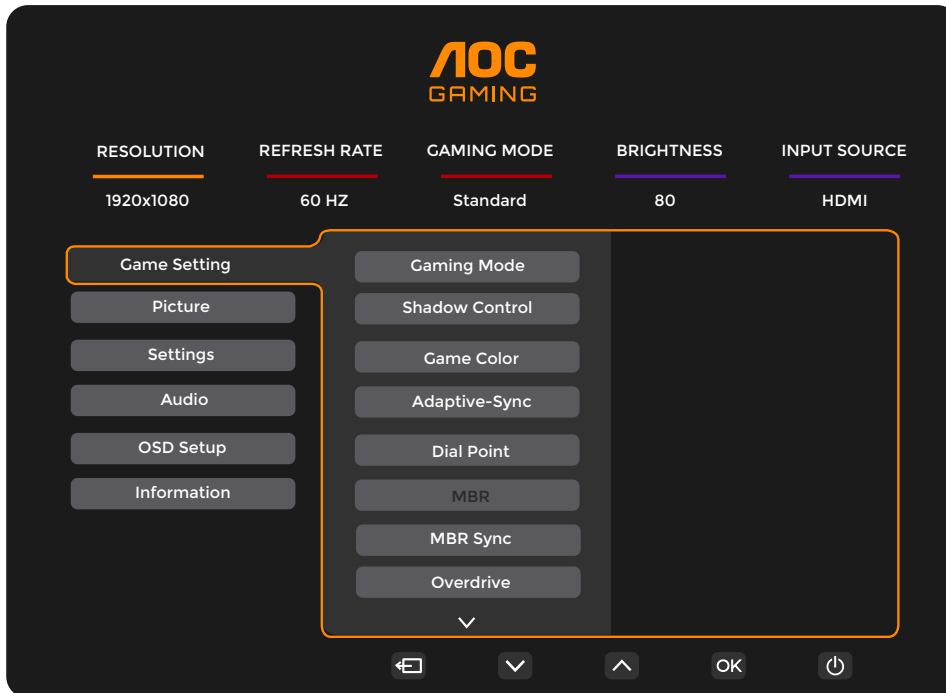 AOC
GAMING
RESOLUTION REFRESH RATE GAMING MODE BRIGHTNESS INPUT SOURCE
1920x1080 60 HZ Standard 80 HDMI
Game Setting
Picture
Settings
Audio
OSD Setup
Information
Gaming Mode
Shadow Control
Game Color
Adaptive-Sync
Dial Point
MBR
MBR Sync
Overdrive
OK